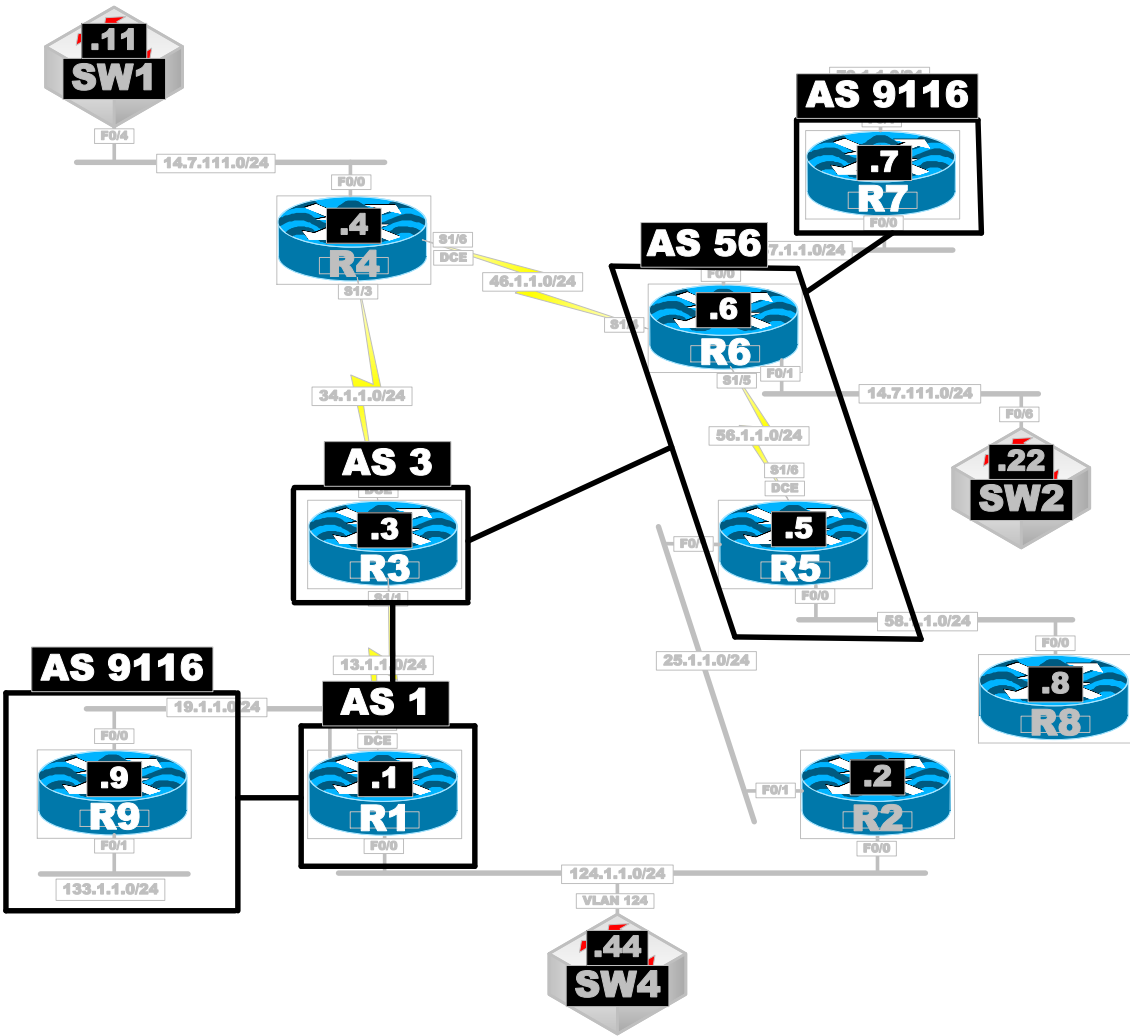 .11
SW1
F0/4
14.7.111.0/24
F0/0
.4
R4
S1/6
DCE
S1/3
46.1.1.0/24
34.1.1.0/24
AS 9116
.7
R7
F0/0
7.1.1.0/24
AS 56
F0/0
.6
R6
F0/1
S1/5
14.7.111.0/24
F0/6
.22
SW2
56.1.1.0/24
S1/6
DCE
.5
R5
F0/0
58.1.1.0/24
F0/0
.8
R8
25.1.1.0/24
AS 3
DCE
.3
R3
S1/1
13.1.1.0/24
AS 9116
19.1.1.0/24
F0/0
.9
R9
F0/1
133.1.1.0/24
AS 1
DCE
.1
R1
F0/0
F0/1
.2
R2
F0/0
124.1.1.0/24
VLAN 124
.44
SW4